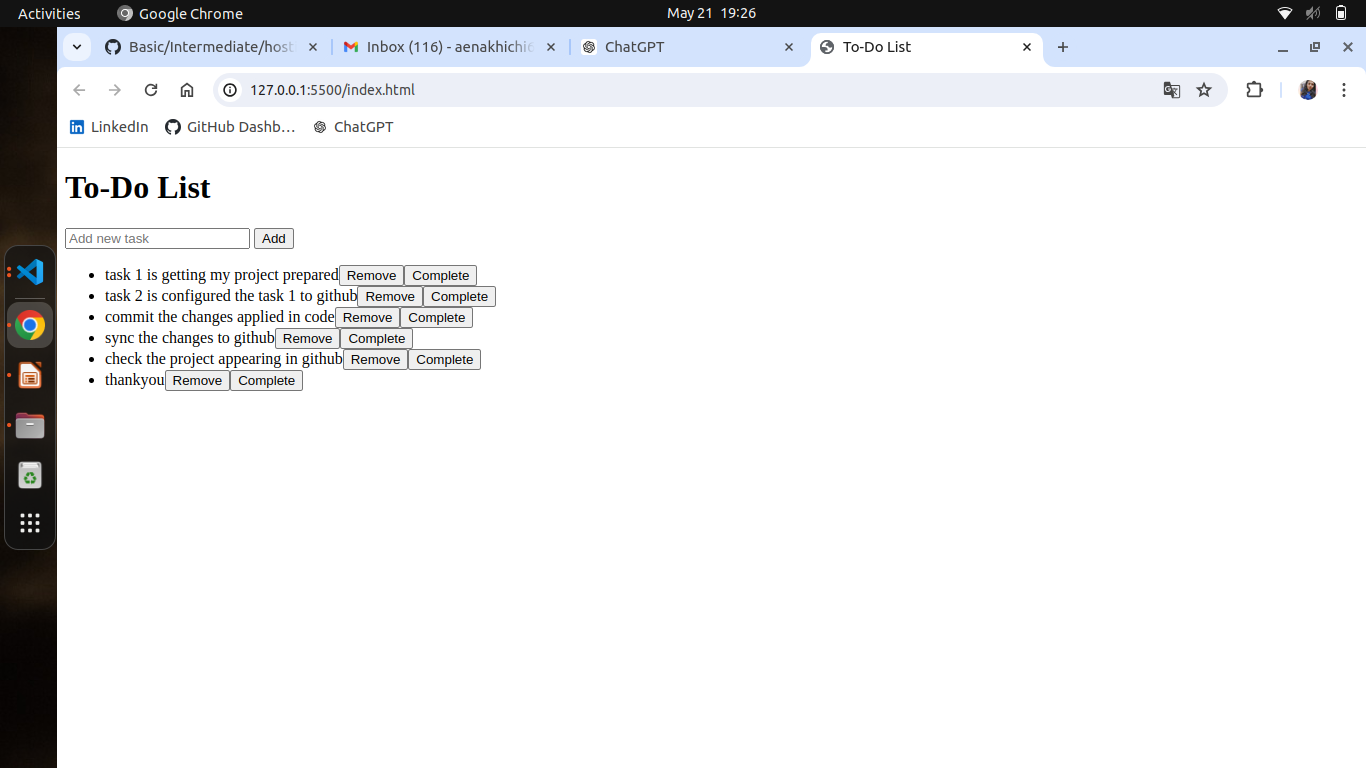 Activities Google Chrome May 21 19:26
Basic/Intermediate/host Inbox (116) - aenakhichi6 ChatGPT To-Do List
127.0.0.1:5500/index.html
LinkedIn GitHub Dashb… ChatGPT
To-Do List
Add new task Add
task 1 is getting my project prepared Remove Complete
task 2 is configured the task 1 to github Remove Complete
commit the changes applied in code Remove Complete
sync the changes to github Remove Complete
check the project appearing in github Remove Complete
thankyou Remove Complete